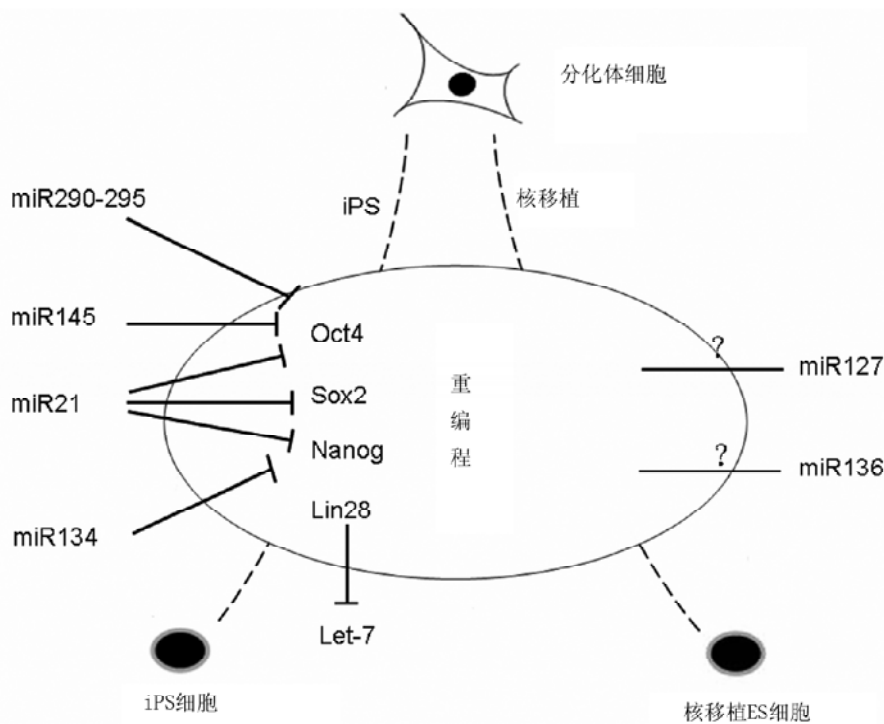 分化体细胞
iPS
核移植
miR290-295
miR145
miR21
miR134
Oct4
Sox2
Nanog
Lin28
Let-7
重
编
程
?
miR127
?
miR136
iPS细胞
核移植ES细胞